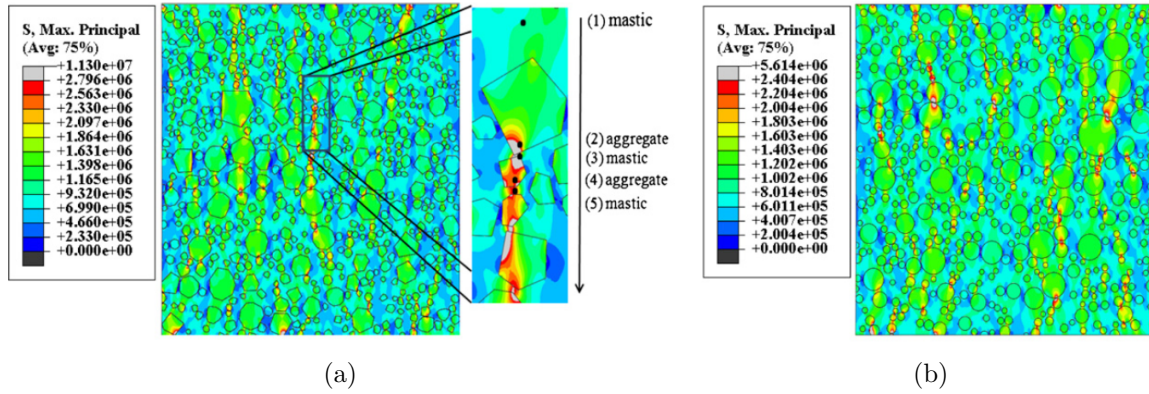 S, Max. Principal
(Avg: 75%)
+1.130e+07
+2.796e+06
+2.563e+06
+2.330e+06
+2.097e+06
+1.864e+06
+1.631e+06
+1.398e+06
+1.165e+06
+9.320e+05
+6.990e+05
+4.660e+05
+2.330e+05
+0.000e+00
(1) mastic
(2) aggregate
(3) mastic
(4) aggregate
(5) mastic
(a)
S, Max. Principal
(Avg: 75%)
+5.614e+06
+2.404e+06
+2.204e+06
+2.004e+06
+1.803e+06
+1.603e+06
+1.403e+06
+1.202e+06
+1.002e+06
+8.014e+05
+6.011e+05
+4.007e+05
+2.004e+05
+0.000e+00
(b)